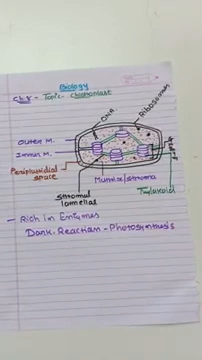 Biology
Ch-8 - Topic - Chloroplast
DNA
Ribosomes
Outer M.
Inner M.
Periplastidial
space
Matrix/stroma
Thylakoid
Stromal
lamellae
- Rich in Enzymes
Dark Reaction - Photosynthesis